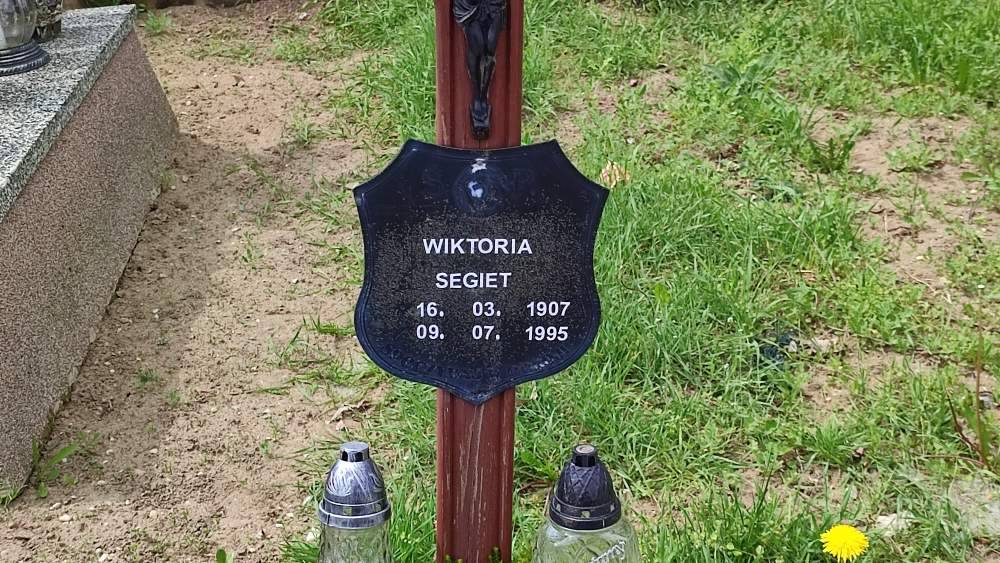 WIKTORIA
SEGIET
16. 03. 1907
09. 07. 1995